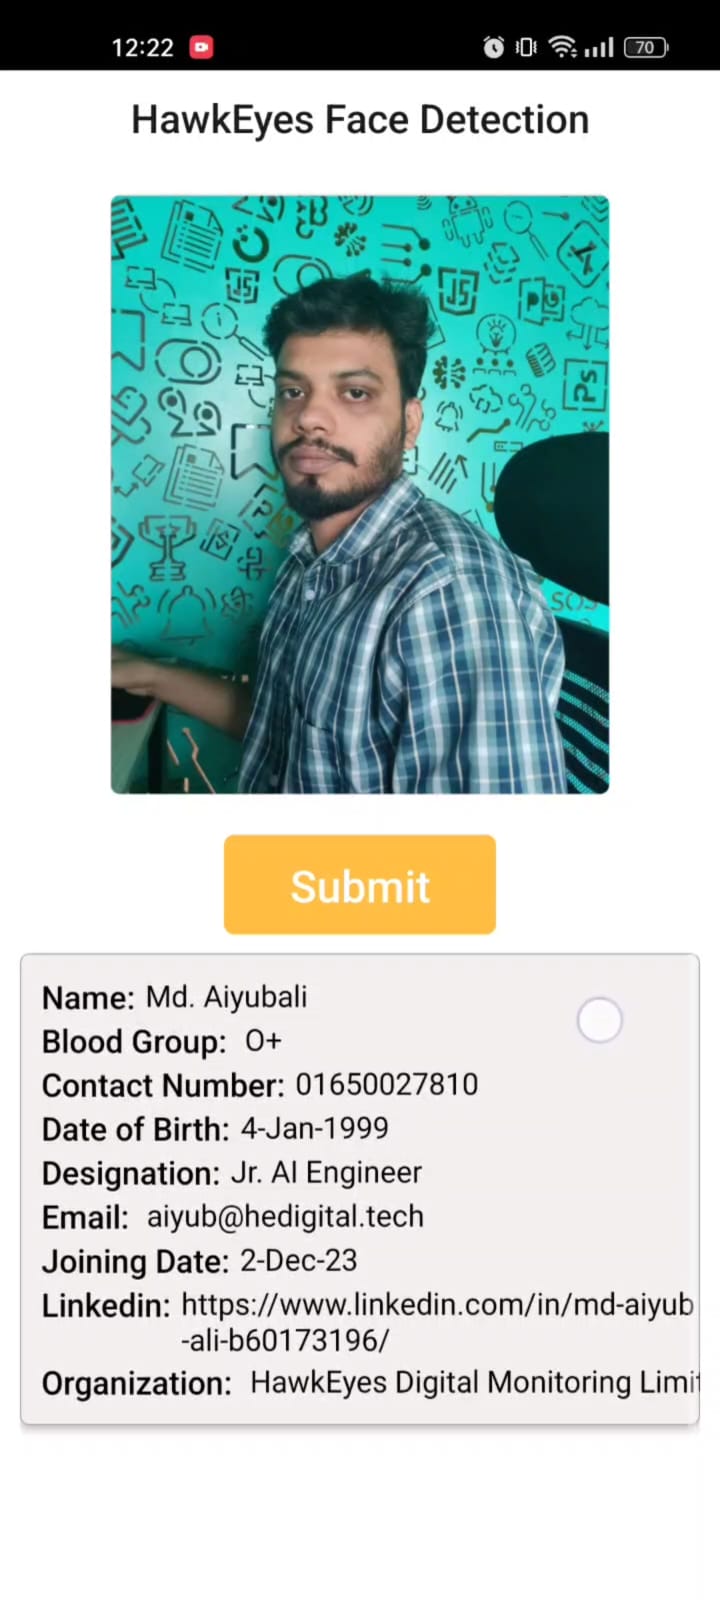 12:22
70
HawkEyes Face Detection
JS
JS
Ps
SOS
Submit
Name: Md. Aiyubali
Blood Group: O+
Contact Number: 01650027810
Date of Birth: 4-Jan-1999
Designation: Jr. AI Engineer
Email: aiyub@hedigital.tech
Joining Date: 2-Dec-23
Linkedin: https://www.linkedin.com/in/md-aiyub
-ali-b60173196/
Organization: HawkEyes Digital Monitoring Limi